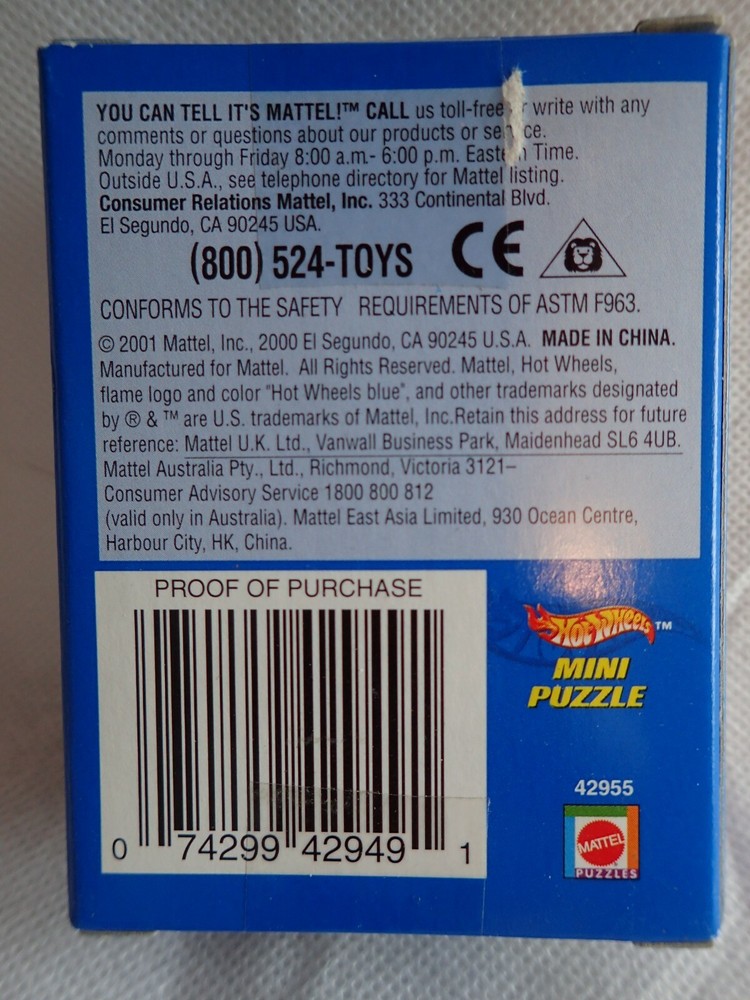 YOU CAN TELL IT'S MATTEL!™ CALL us toll-free or write with any
comments or questions about our products or service.
Monday through Friday 8:00 a.m.- 6:00 p.m. Eastern Time.
Outside U.S.A., see telephone directory for Mattel listing.
Consumer Relations Mattel, Inc. 333 Continental Blvd.
El Segundo, CA 90245 USA.
(800) 524-TOYS CE
CONFORMS TO THE SAFETY REQUIREMENTS OF ASTM F963.
© 2001 Mattel, Inc., 2000 El Segundo, CA 90245 U.S.A. MADE IN CHINA.
Manufactured for Mattel. All Rights Reserved. Mattel, Hot Wheels,
flame logo and color "Hot Wheels blue", and other trademarks designated
by ® & ™ are U.S. trademarks of Mattel, Inc.Retain this address for future
reference: Mattel U.K. Ltd., Vanwall Business Park, Maidenhead SL6 4UB.
Mattel Australia Pty., Ltd., Richmond, Victoria 3121–
Consumer Advisory Service 1800 800 812
(valid only in Australia). Mattel East Asia Limited, 930 Ocean Centre,
Harbour City, HK, China.
PROOF OF PURCHASE
0 74299 42949 1
Hot Wheels™
MINI
PUZZLE
42955
MATTEL
PUZZLES